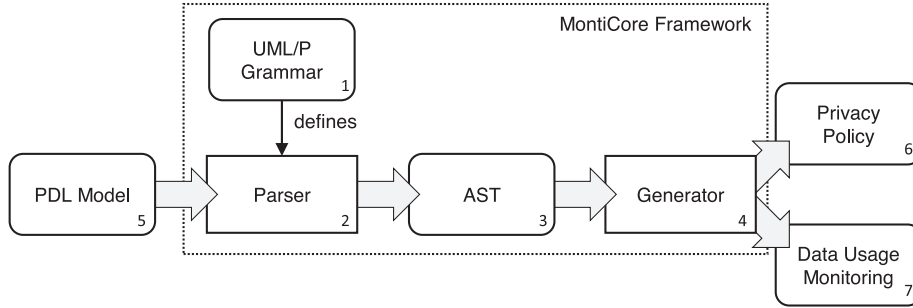 MontiCore Framework
UML/P
Grammar
1
defines
PDL Model
5
Parser
2
AST
3
Generator
4
Privacy
Policy
6
Data Usage
Monitoring
7